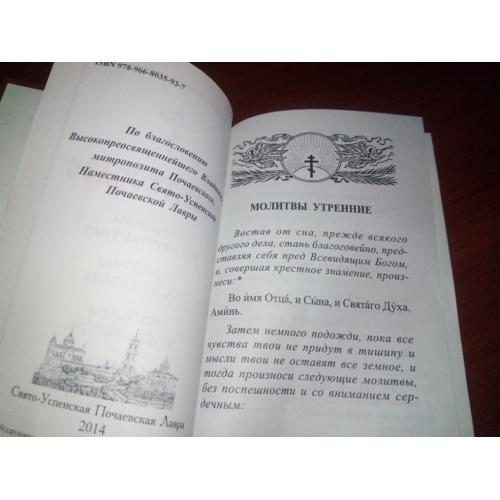 ISBN 978-966-8035-93-7
По благословению
Высокопреосвященнейшего Владимира,
митрополита Почаевского,
Наместника Свято-Успенской
Почаевской Лавры
Свято-Успенская Почаевская Лавра
2014
МОЛИТВЫ УТРЕННИЕ
Востав от сна, прежде всякого
другого дела, стань благоговейно, пред-
ставляя себя пред Всевидящим Богом,
и, совершая крестное знамение, произ-
неси:*
Во и́мя Отца́, и Сы́на, и Свята́го Ду́ха.
Ами́нь.
Затем немного подожди, пока все
чувства твои не придут в тишину и
мысли твои не оставят все земное, и
тогда произноси следующие молитвы,
без поспешности и со вниманием сер-
дечным: